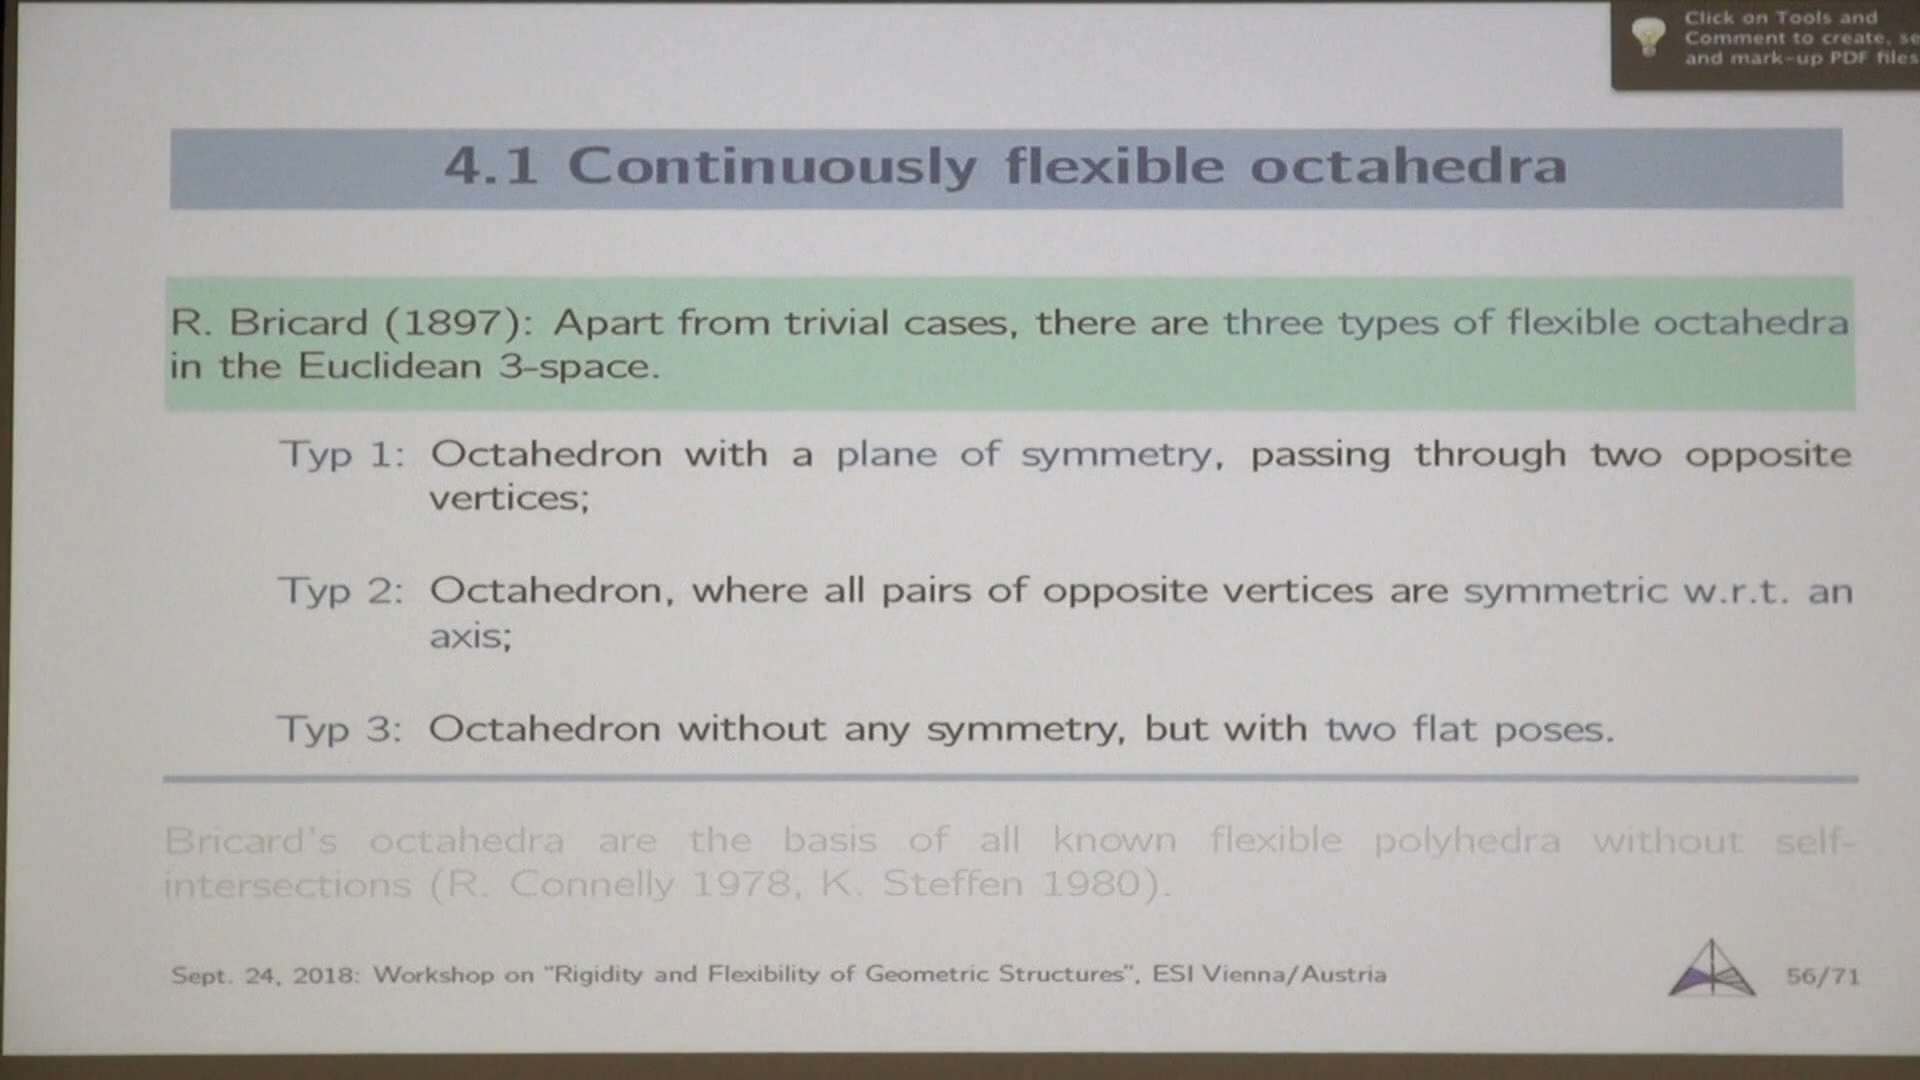 Click on Tools and
Comment to create, se
and mark-up PDF files
4.1 Continuously flexible octahedra
R. Bricard (1897): Apart from trivial cases, there are three types of flexible octahedra
in the Euclidean 3-space.
Typ 1: Octahedron with a plane of symmetry, passing through two opposite
vertices;
Typ 2: Octahedron, where all pairs of opposite vertices are symmetric w.r.t. an
axis;
Typ 3: Octahedron without any symmetry, but with two flat poses.
Bricard's octahedra are the basis of all known flexible polyhedra without self-
intersections (R. Connelly 1978, K. Steffen 1980).
Sept. 24, 2018: Workshop on "Rigidity and Flexibility of Geometric Structures", ESI Vienna/Austria
56/71